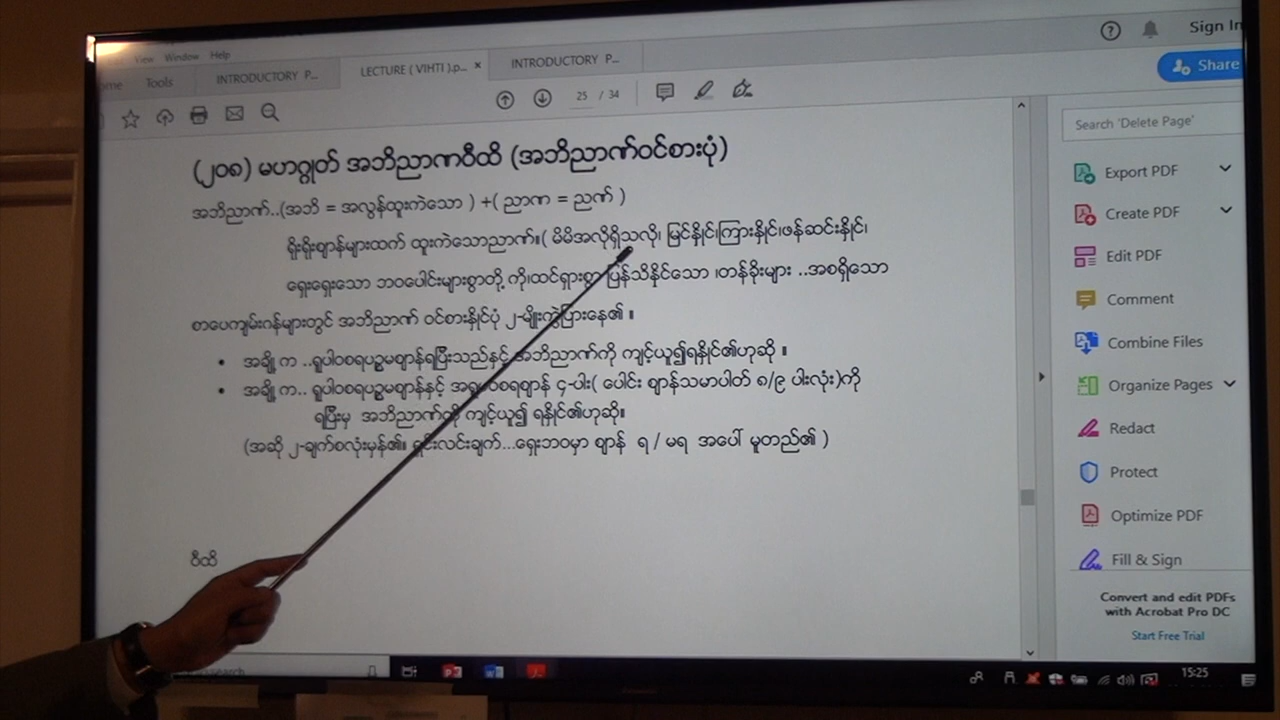 View Window Help
Sign In
Tools
INTRODUCTORY P...
LECTURE ( VIHTI ).p...
INTRODUCTORY P...
25 / 34
Share
Search 'Delete Page'
(၂၀၈) မဟဂ္ဂုတ် အဘိညာဏဝီထိ (အဘိညာဏ်ဝင်စားပုံ)
အဘိညာဏ်..(အဘိ = အလွန်ထူးကဲသော ) +( ညာဏ = ညဏ် )
ရိုးရိုးဈာန်များထက် ထူးကဲသောညာဏ်။( မိမိအလိုရှိသလို၊ မြင်နှိုင်၊ကြားနှိုင်၊ဖန်ဆင်းနှိုင်၊
ရှေးရှေးသော ဘဝပေါင်းများစွာတို့ ကို၊ထင်ရှားစွာ ပြန်သိနှိုင်သော ၊တန်ခိုးများ ..အစရှိသော
စာပေကျမ်းဂန်များတွင် အဘိညာဏ် ဝင်စားနှိုင်ပုံ ၂-မျိုးကွဲပြားနေ၏ ။
• အချို့ က ..ရူပါဝစရပဉ္စမဈာန်ရပြီးသည်နှင့် အဘိညာဏ်ကို ကျင့်ယူ၍ရနှိုင်၏ဟုဆို ။
• အချို့ က.. ရူပါဝစရပဉ္စမဈာန်နှင့် အရူပဝစရဈာန် ၄-ပါး( ပေါင်း ဈာန်သမာပါတ် ၈/၉ ပါးလုံး)ကို
ရပြီးမှ အဘိညာဏ်ကို ကျင့်ယူ၍ ရနှိုင်၏ဟုဆို။
(အဆို ၂-ချက်စလုံးမှန်၏။ ရှင်းလင်းချက်...ရှေးဘဝမှာ ဈာန် ရ / မရ အပေါ် မူတည်၏ )
ဝီထိ
Export PDF
Create PDF
Edit PDF
Comment
Combine Files
Organize Pages
Redact
Protect
Optimize PDF
Fill & Sign
Convert and edit PDFs
with Acrobat Pro DC
Start Free Trial
search
15:25